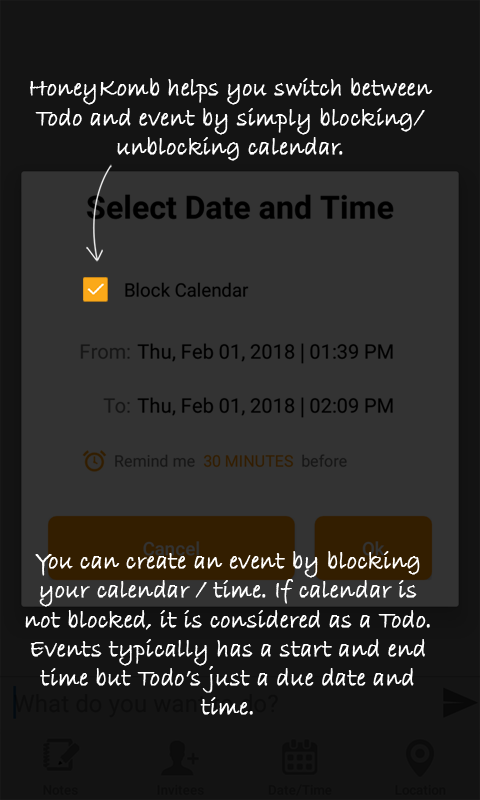 HoneyKomb helps you switch between
Todo and event by simply blocking/
unblocking calendar.
Select Date and Time
Block Calendar
From: Thu, Feb 01, 2018 | 01:39 PM
To: Thu, Feb 01, 2018 | 02:09 PM
Remind me 30 MINUTES before
Cancel Ok
You can create an event by blocking
your calendar / time. If calendar is
not blocked, it is considered as a Todo.
Events typically has a start and end
time but Todo's just a due date and
time.
What do you want to do?
Notes Invitees Date/Time Location